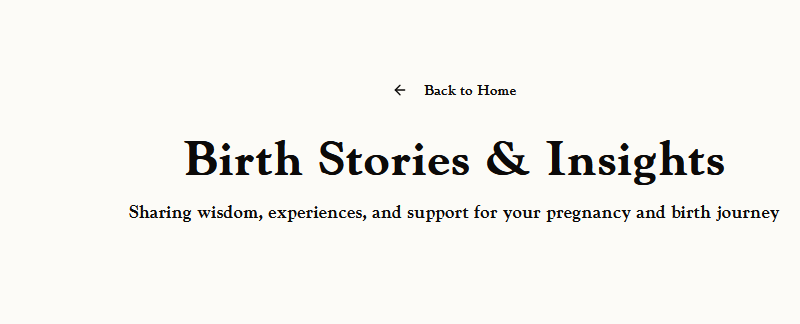 Back to Home
Birth Stories & Insights
Sharing wisdom, experiences, and support for your pregnancy and birth journey